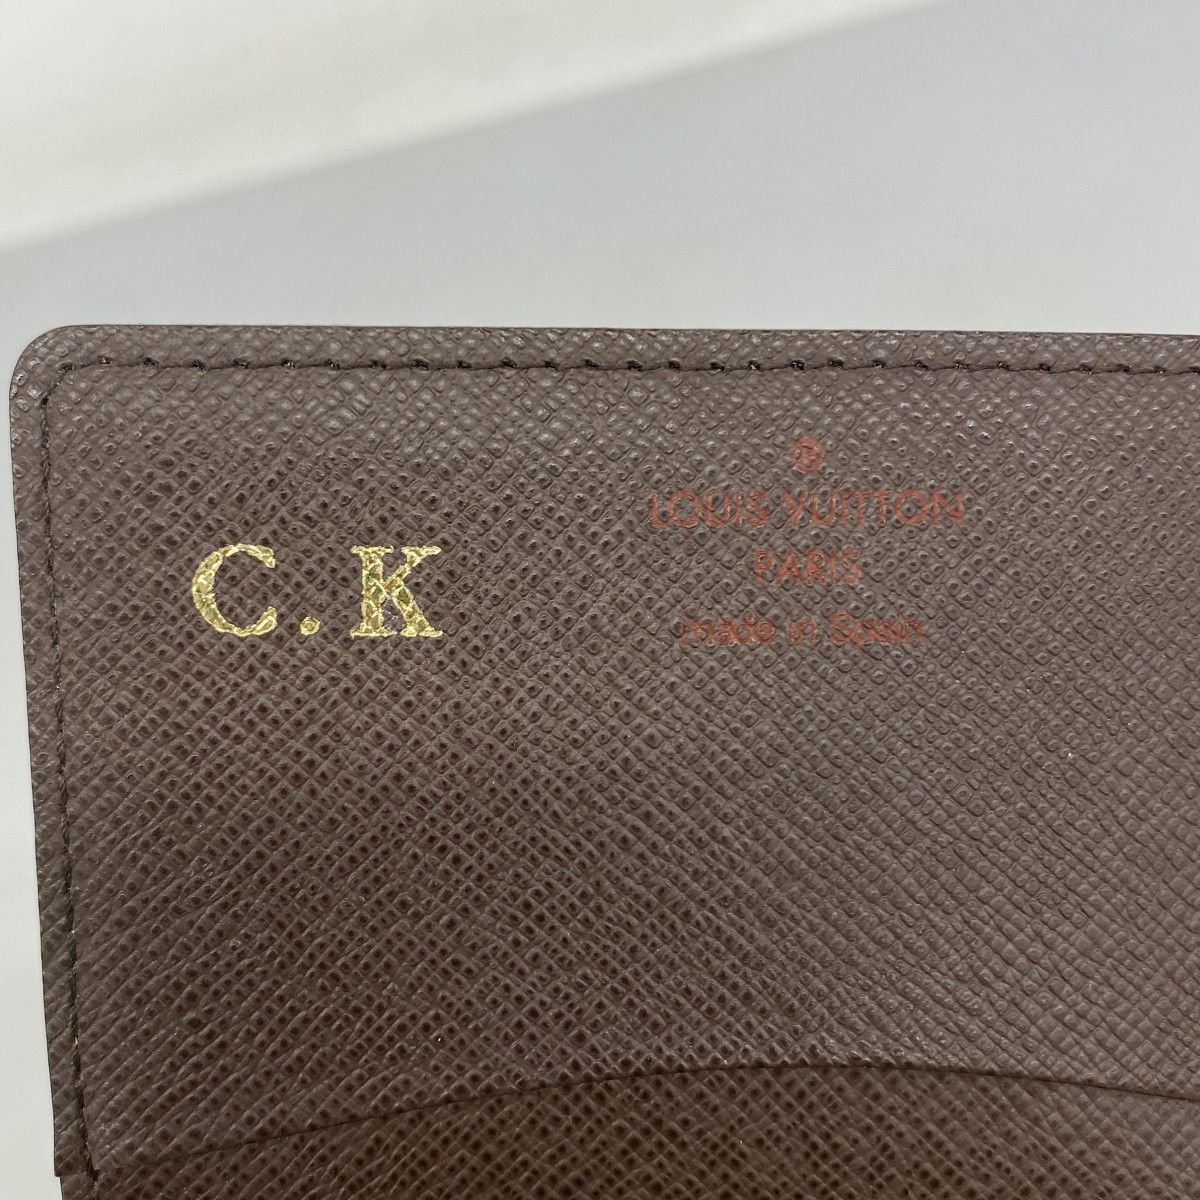 C.K
®
LOUIS VUITTON
PARIS
made in Spain